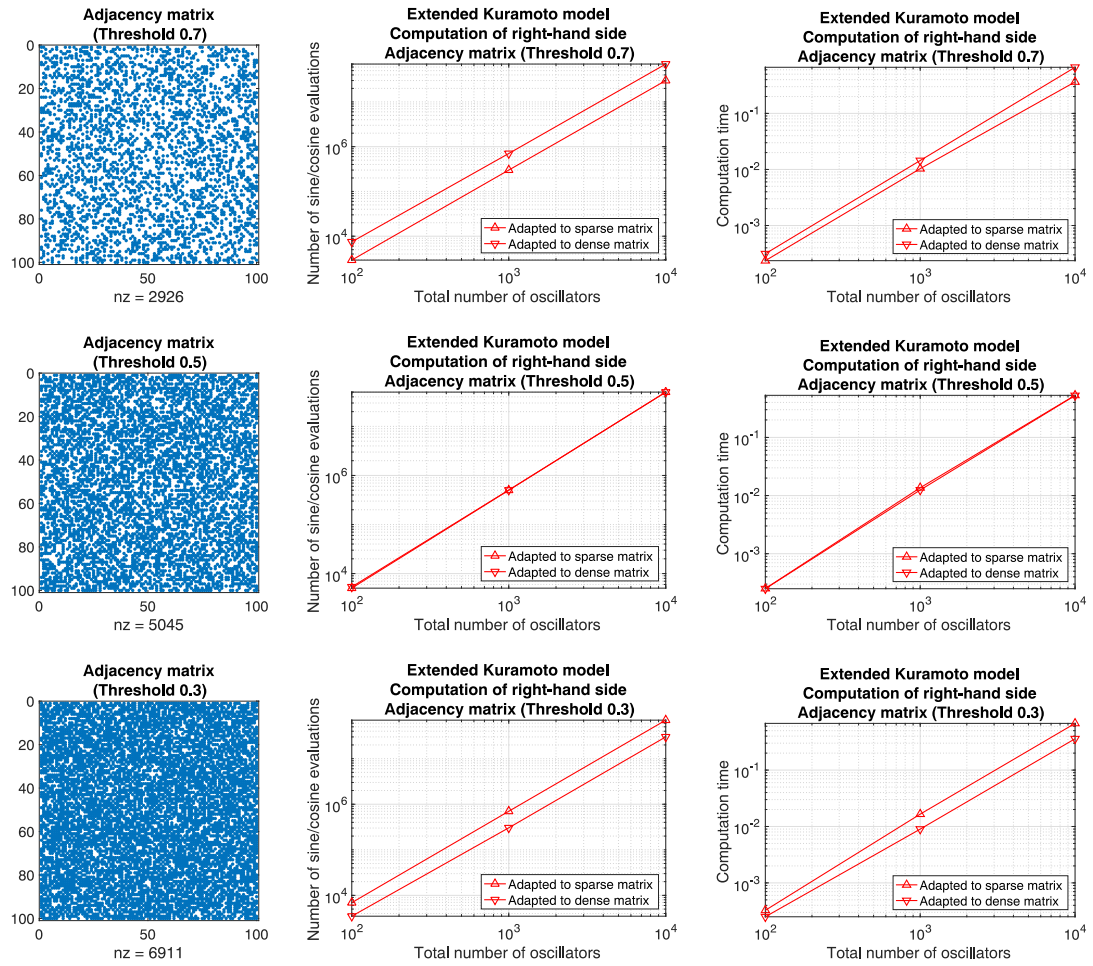 Adjacency matrix
(Threshold 0.7)
0
20
40
60
80
100
0
50
100
nz = 2926
Extended Kuramoto model
Computation of right-hand side
Adjacency matrix (Threshold 0.7)
Number of sine/cosine evaluations
10^6
10^4
Adapted to sparse matrix
Adapted to dense matrix
10^2
10^3
10^4
Total number of oscillators
Extended Kuramoto model
Computation of right-hand side
Adjacency matrix (Threshold 0.7)
Computation time
10^-1
10^-2
10^-3
Adapted to sparse matrix
Adapted to dense matrix
10^2
10^3
10^4
Total number of oscillators
Adjacency matrix
(Threshold 0.5)
0
20
40
60
80
100
0
50
100
nz = 5045
Extended Kuramoto model
Computation of right-hand side
Adjacency matrix (Threshold 0.5)
Number of sine/cosine evaluations
10^6
10^4
Adapted to sparse matrix
Adapted to dense matrix
10^2
10^3
10^4
Total number of oscillators
Extended Kuramoto model
Computation of right-hand side
Adjacency matrix (Threshold 0.5)
Computation time
10^-1
10^-2
10^-3
Adapted to sparse matrix
Adapted to dense matrix
10^2
10^3
10^4
Total number of oscillators
Adjacency matrix
(Threshold 0.3)
0
20
40
60
80
100
0
50
100
nz = 6911
Extended Kuramoto model
Computation of right-hand side
Adjacency matrix (Threshold 0.3)
Number of sine/cosine evaluations
10^6
10^4
Adapted to sparse matrix
Adapted to dense matrix
10^2
10^3
10^4
Total number of oscillators
Extended Kuramoto model
Computation of right-hand side
Adjacency matrix (Threshold 0.3)
Computation time
10^-1
10^-2
10^-3
Adapted to sparse matrix
Adapted to dense matrix
10^2
10^3
10^4
Total number of oscillators